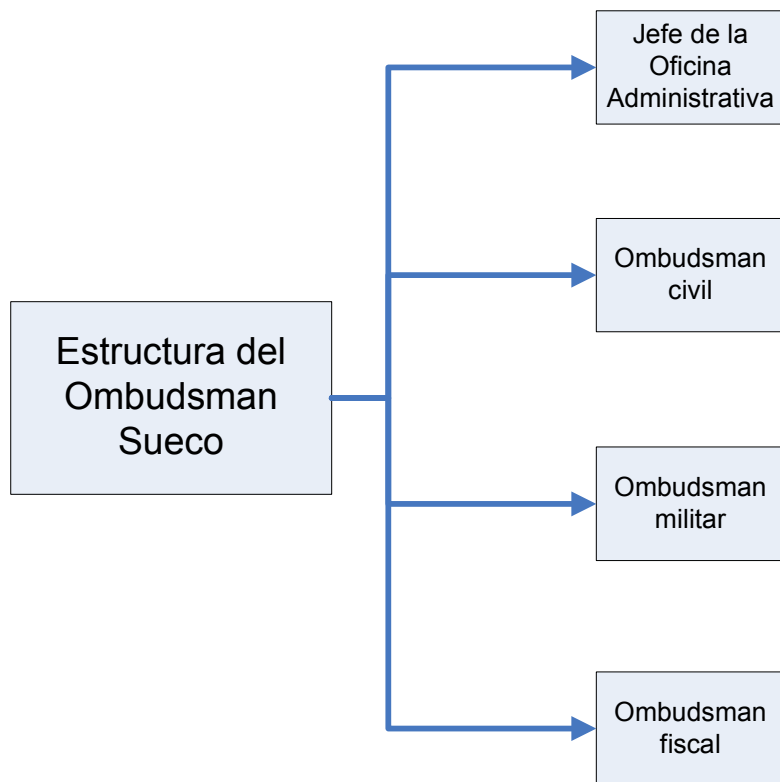 Estructura del
Ombudsman
Sueco
Jefe de la
Oficina
Administrativa
Ombudsman
civil
Ombudsman
militar
Ombudsman
fiscal